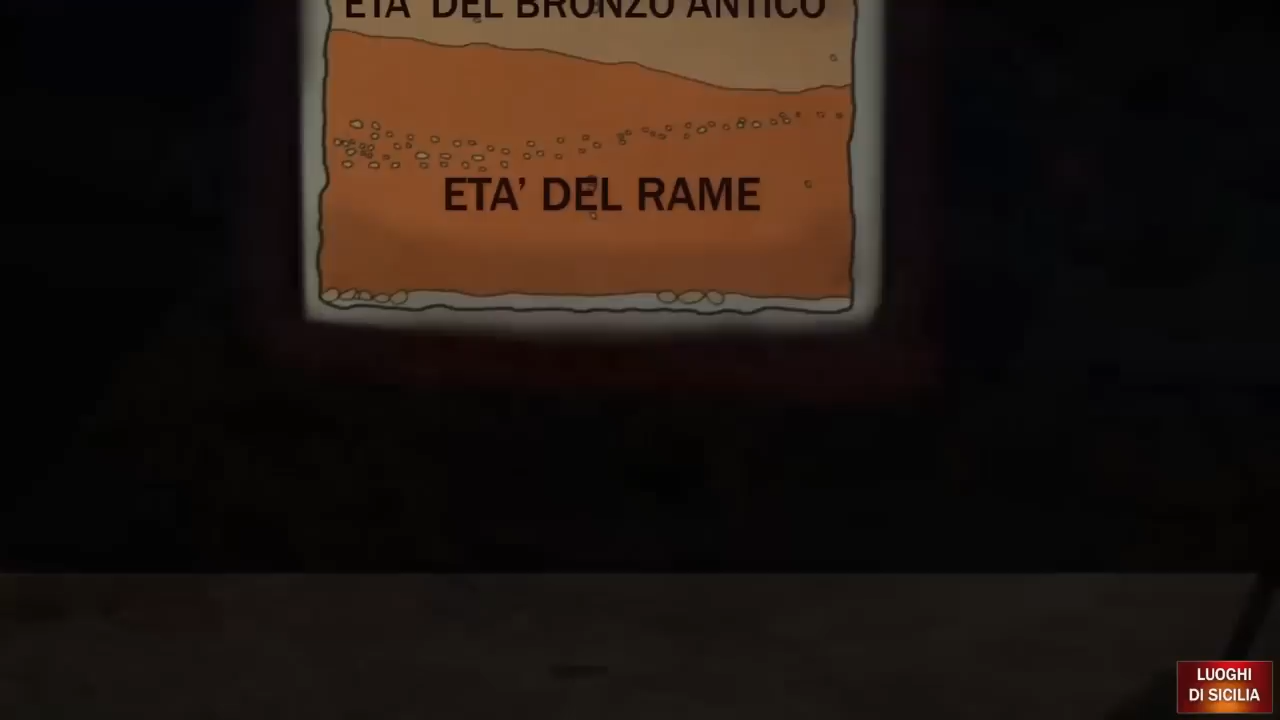 ETA' DEL BRONZO ANTICO
ETA’ DEL RAME
LUOGHI
DI SICILIA